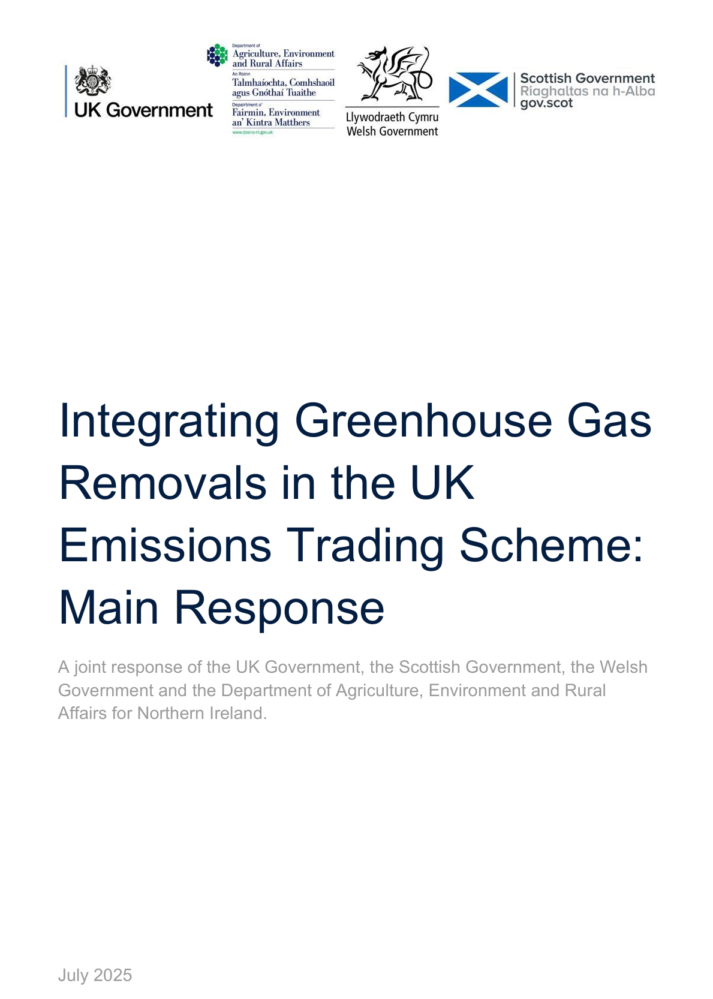 UK Government
Department of
Agriculture, Environment
and Rural Affairs
An Roinn
Talmhaíochta, Comhshaoil
agus Gnóthaí Tuaithe
Depairtment o'
Fairmin, Environment
an' Kintra Matthers
www.daera-ni.gov.uk
Llywodraeth Cymru
Welsh Government
Scottish Government
Riaghaltas na h-Alba
gov.scot
Integrating Greenhouse Gas
Removals in the UK
Emissions Trading Scheme:
Main Response
A joint response of the UK Government, the Scottish Government, the Welsh
Government and the Department of Agriculture, Environment and Rural
Affairs for Northern Ireland.
July 2025